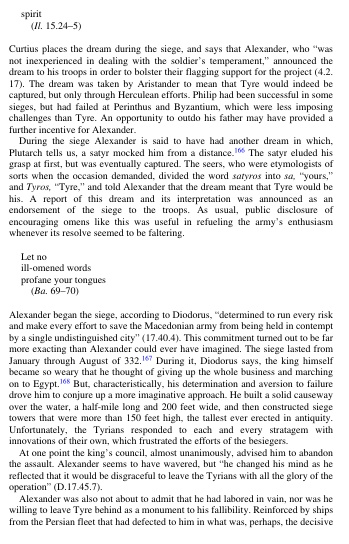 spirit
(Il. 15.24–5)
Curtius places the dream during the siege, and says that Alexander, who “was
not inexperienced in dealing with the soldier’s temperament,” announced the
dream to his troops in order to bolster their flagging support for the project (4.2.
17). The dream was taken by Aristander to mean that Tyre would indeed be
captured, but only through Herculean efforts. Philip had been successful in some
sieges, but had failed at Perinthus and Byzantium, which were less imposing
challenges than Tyre. An opportunity to outdo his father may have provided a
further incentive for Alexander.
During the siege Alexander is said to have had another dream in which,
Plutarch tells us, a satyr mocked him from a distance.166 The satyr eluded his
grasp at first, but was eventually captured. The seers, who were etymologists of
sorts when the occasion demanded, divided the word satyros into sa, “yours,”
and Tyros, “Tyre,” and told Alexander that the dream meant that Tyre would be
his. A report of this dream and its interpretation was announced as an
endorsement of the siege to the troops. As usual, public disclosure of
encouraging omens like this was useful in refueling the army’s enthusiasm
whenever its resolve seemed to be faltering.
Let no
ill-omened words
profane your tongues
(Ba. 69–70)
Alexander began the siege, according to Diodorus, “determined to run every risk
and make every effort to save the Macedonian army from being held in contempt
by a single undistinguished city” (17.40.4). This commitment turned out to be far
more exacting than Alexander could ever have imagined. The siege lasted from
January through August of 332.167 During it, Diodorus says, the king himself
became so weary that he thought of giving up the whole business and marching
on to Egypt.168 But, characteristically, his determination and aversion to failure
drove him to conjure up a more imaginative approach. He built a solid causeway
over the water, a half-mile long and 200 feet wide, and then constructed siege
towers that were more than 150 feet high, the tallest ever erected in antiquity.
Unfortunately, the Tyrians responded to each and every stratagem with
innovations of their own, which frustrated the efforts of the besiegers.
At one point the king’s council, almost unanimously, advised him to abandon
the assault. Alexander seems to have wavered, but “he changed his mind as he
reflected that it would be disgraceful to leave the Tyrians with all the glory of the
operation” (D.17.45.7).
Alexander was also not about to admit that he had labored in vain, nor was he
willing to leave Tyre behind as a monument to his fallibility. Reinforced by ships
from the Persian fleet that had defected to him in what was, perhaps, the decisive